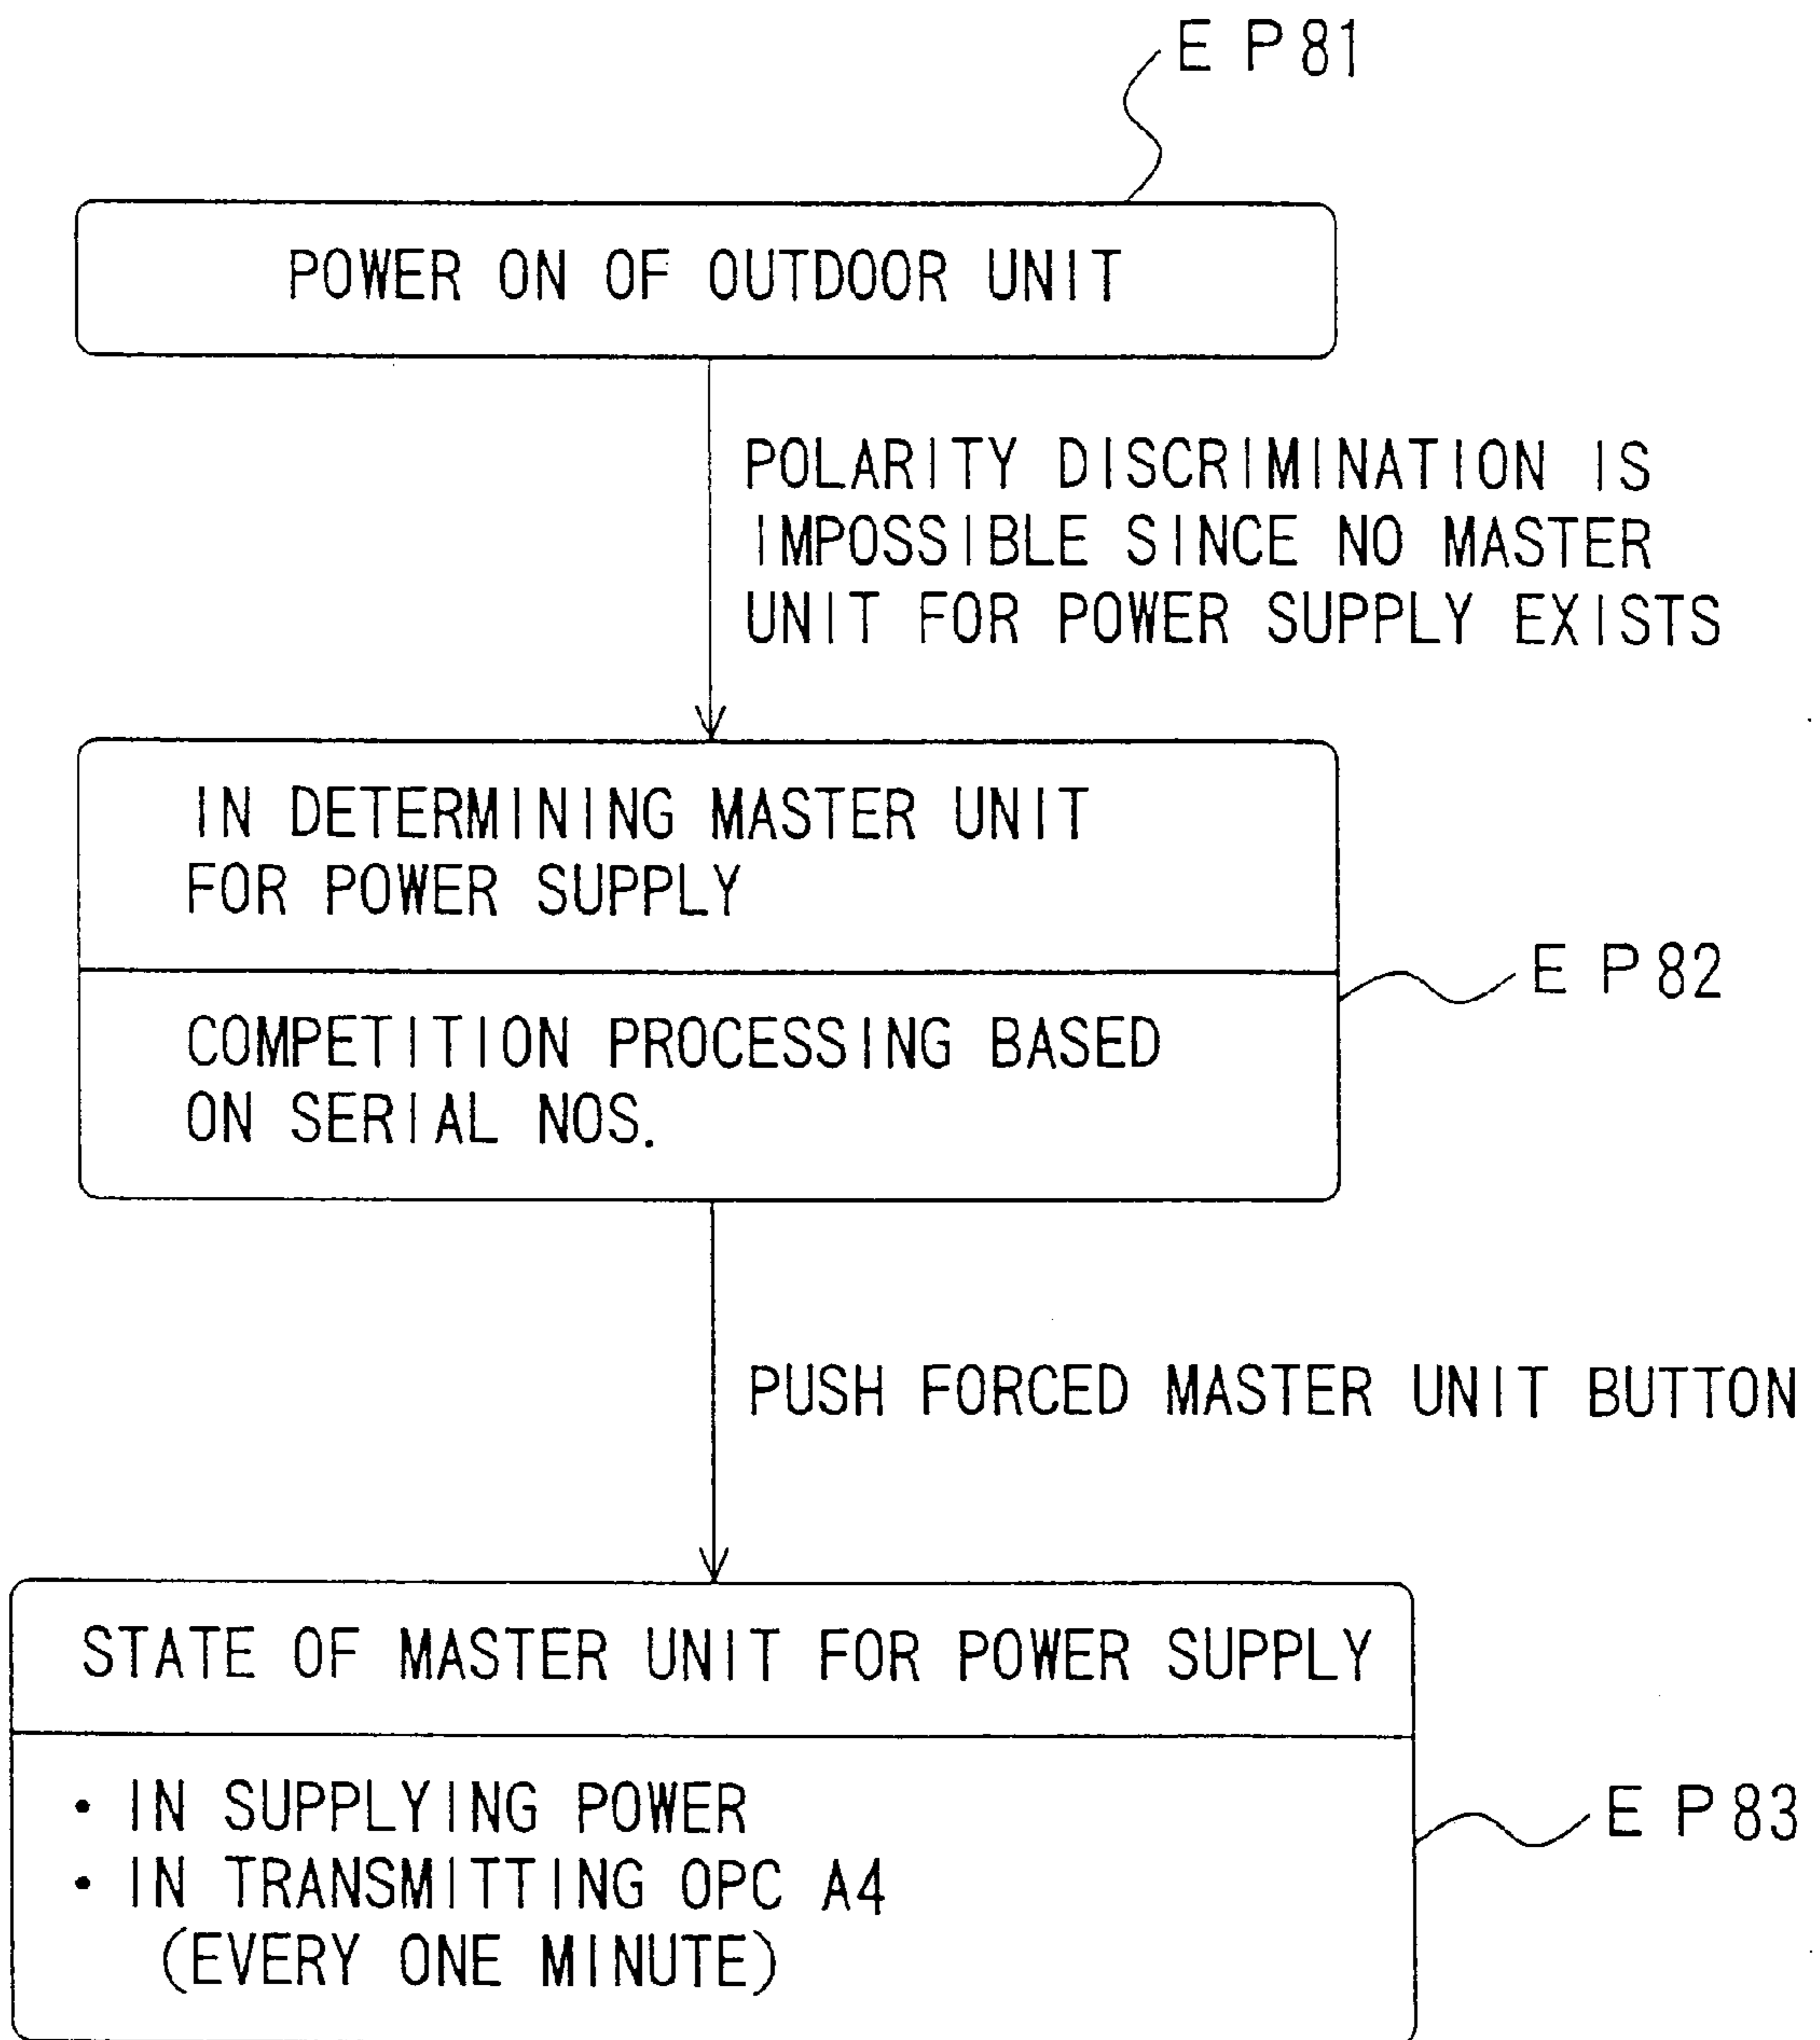 E P81
POWER ON OF OUTDOOR UNIT
POLARITY DISCRIMINATION IS
IMPOSSIBLE SINCE NO MASTER
UNIT FOR POWER SUPPLY EXISTS
IN DETERMINING MASTER UNIT
FOR POWER SUPPLY
E P82
COMPETITION PROCESSING BASED
ON SERIAL NOS.
PUSH FORCED MASTER UNIT BUTTON
STATE OF MASTER UNIT FOR POWER SUPPLY
• IN SUPPLYING POWER
E P83
• IN TRANSMITTING OPC A4
(EVERY ONE MINUTE)